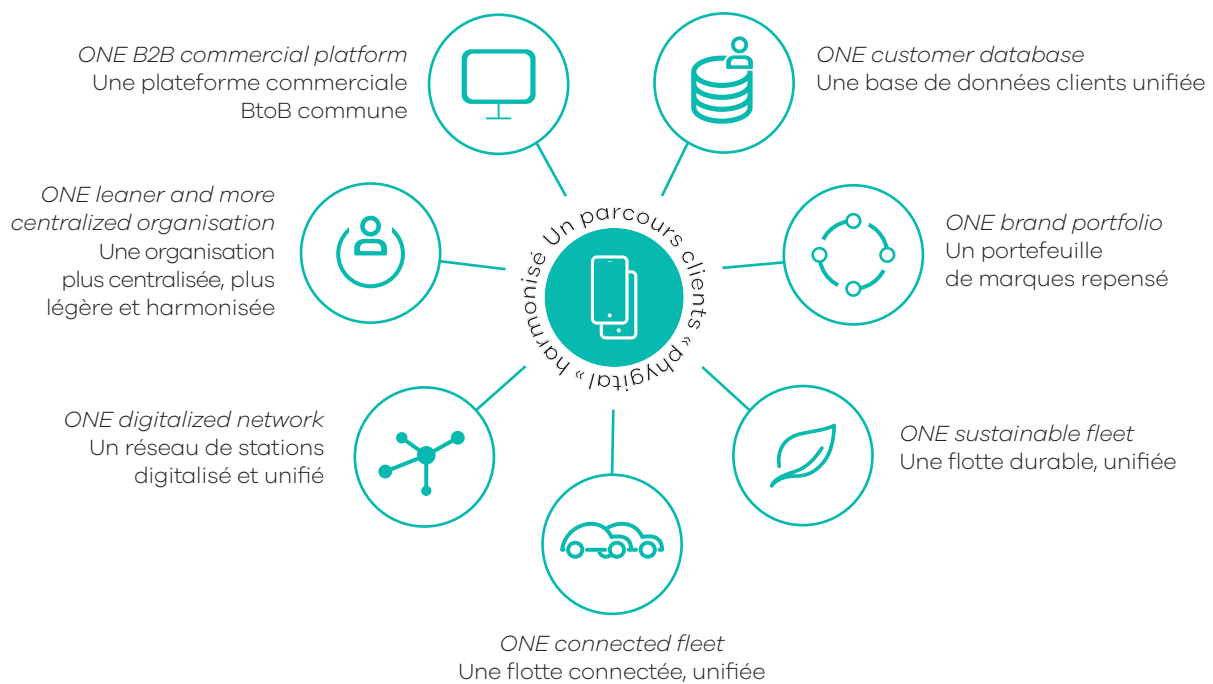 ONE B2B commercial platform
Une plateforme commerciale
BtoB commune
ONE customer database
Une base de données clients unifiée
ONE leaner and more
centralized organisation
Une organisation
plus centralisée, plus
légère et harmonisée
Un parcours clients « phygital » harmonisé
ONE brand portfolio
Un portefeuille
de marques repensé
ONE digitalized network
Un réseau de stations
digitalisé et unifié
ONE sustainable fleet
Une flotte durable, unifiée
ONE connected fleet
Une flotte connectée, unifiée